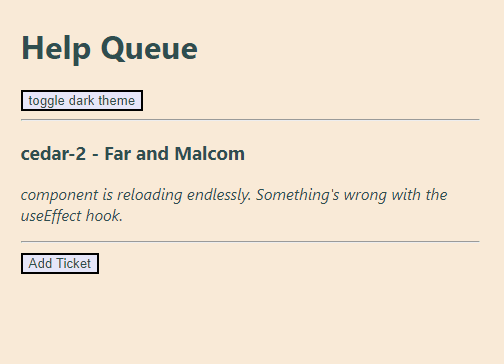 Help Queue
toggle dark theme
cedar-2 - Far and Malcom
component is reloading endlessly. Something's wrong with the
useEffect hook.
Add Ticket